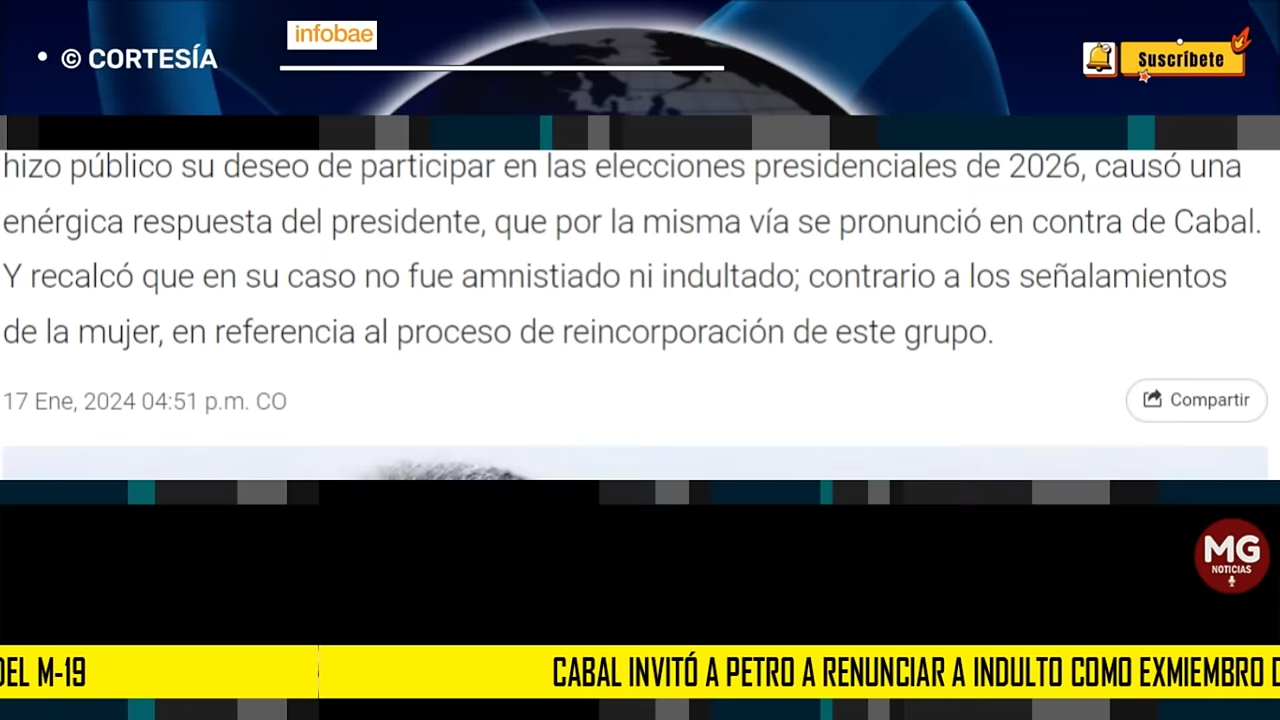 infobae
• © CORTESÍA
Suscríbete
hizo público su deseo de participar en las elecciones presidenciales de 2026, causó una
enérgica respuesta del presidente, que por la misma vía se pronunció en contra de Cabal.
Y recalcó que en su caso no fue amnistiado ni indultado; contrario a los señalamientos
de la mujer, en referencia al proceso de reincorporación de este grupo.
17 Ene, 2024 04:51 p.m. CO
Compartir
MG
NOTICIAS
DEL M-19
CABAL INVITÓ A PETRO A RENUNCIAR A INDULTO COMO EXMIEMBRO